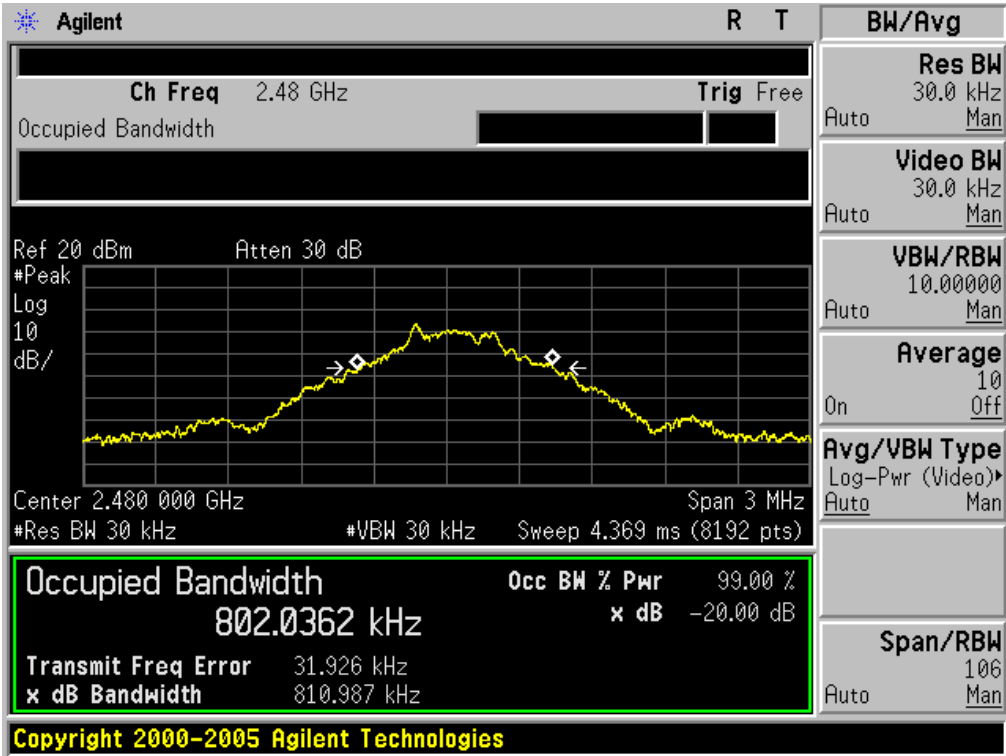 Agilent R T
Ch Freq 2.48 GHz Trig Free
Occupied Bandwidth
Ref 20 dBm Atten 30 dB
#Peak
Log
10
dB/
Center 2.480 000 GHz Span 3 MHz
#Res BW 30 kHz #VBW 30 kHz Sweep 4.369 ms (8192 pts)
Occupied Bandwidth
802.0362 kHz
Occ BW % Pwr 99.00 %
x dB -20.00 dB
Transmit Freq Error 31.926 kHz
x dB Bandwidth 810.987 kHz
Copyright 2000-2005 Agilent Technologies
BW/Avg
Res BW
30.0 kHz
Auto Man
Video BW
30.0 kHz
Auto Man
VBW/RBW
10.00000
Auto Man
Average
10
On Off
Avg/VBW Type
Log-Pwr (Video)
Auto Man
Span/RBW
106
Auto Man